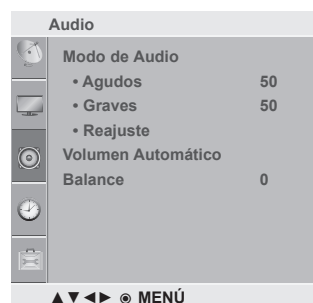 Audio
Modo de Audio
• Agudos 50
• Graves 50
• Reajuste
Volumen Automático
Balance 0
▲▼◄► ◉ MENÚ